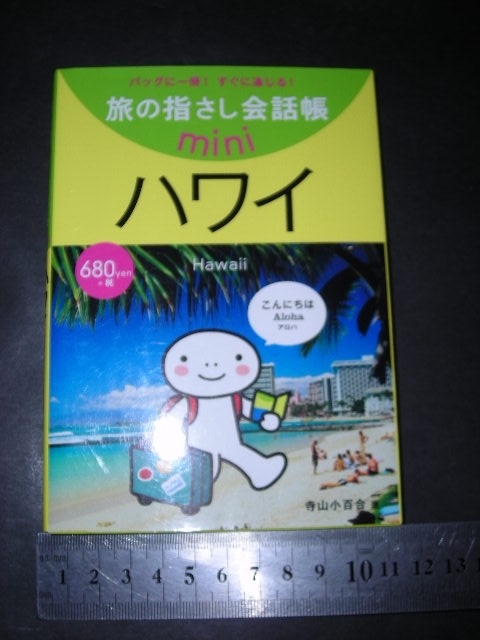 バッグに一冊！すぐに通じる！
旅の指さし会話帳
mini
ハワイ
Hawaii
680yen
+税
こんにちは
Aloha
アロハ
寺山小百合
1 2 3 4 5 6 7 8 9 10 11 12 13